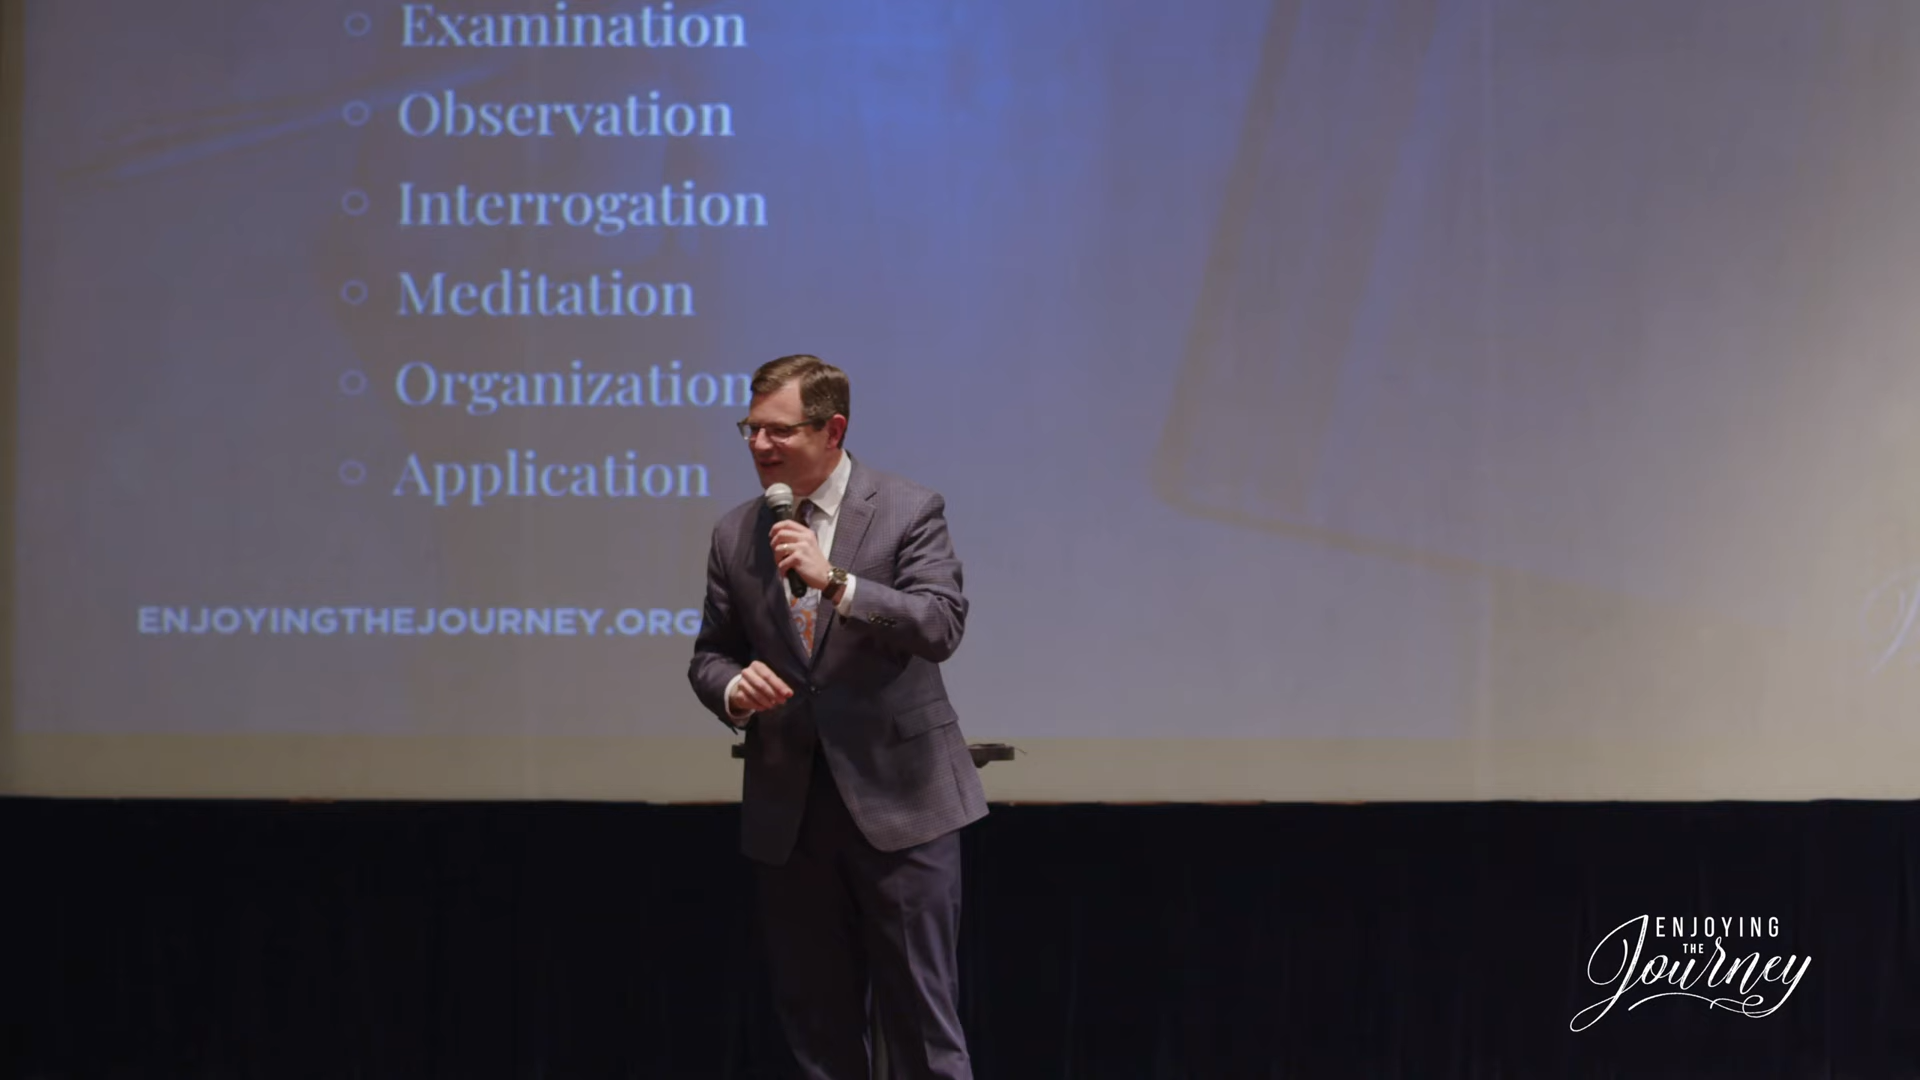 Examination
Observation
Interrogation
Meditation
Organization
Application
ENJOYINGTHEJOURNEY.ORG
ENJOYING
THE
Journey